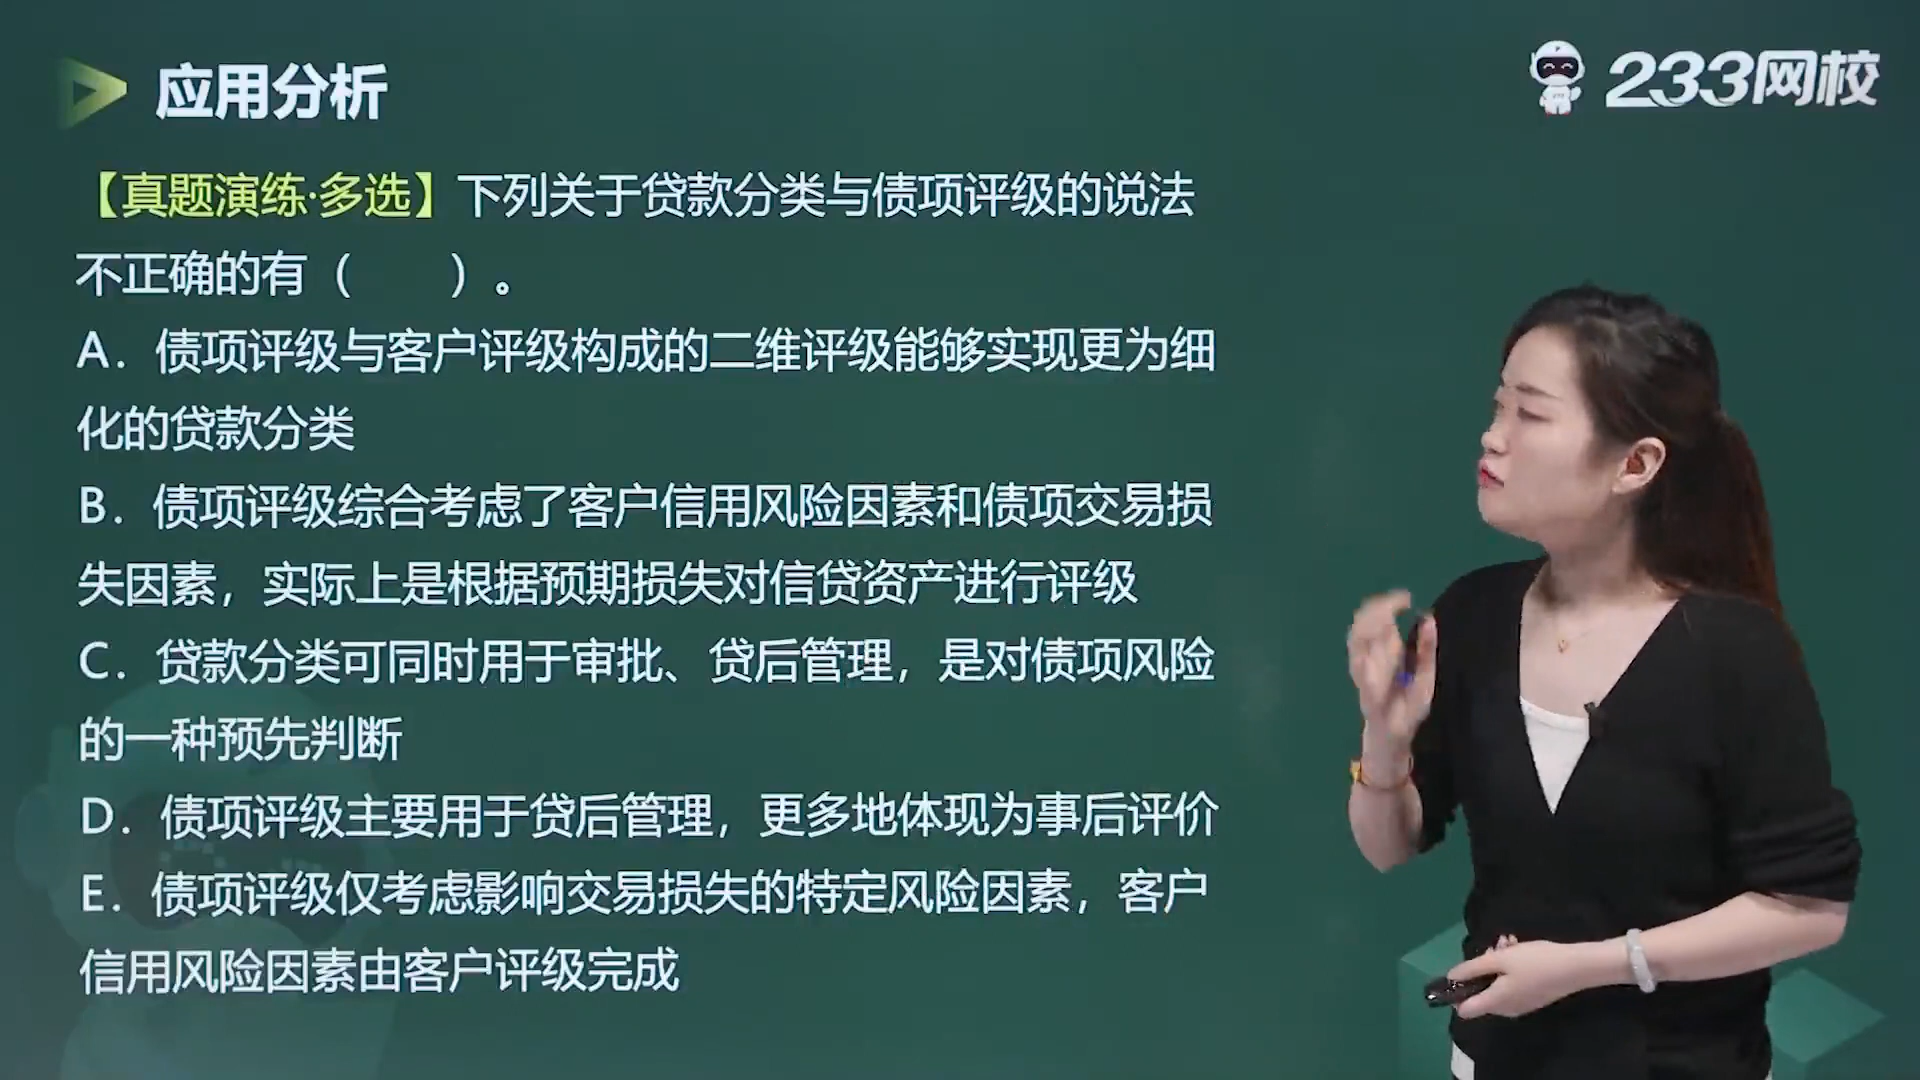 应用分析
233网校
【真题演练·多选】下列关于贷款分类与债项评级的说法
不正确的有（　　）。
A．债项评级与客户评级构成的二维评级能够实现更为细
化的贷款分类
B．债项评级综合考虑了客户信用风险因素和债项交易损
失因素，实际上是根据预期损失对信贷资产进行评级
C．贷款分类可同时用于审批、贷后管理，是对债项风险
的一种预先判断
D．债项评级主要用于贷后管理，更多地体现为事后评价
E．债项评级仅考虑影响交易损失的特定风险因素，客户
信用风险因素由客户评级完成